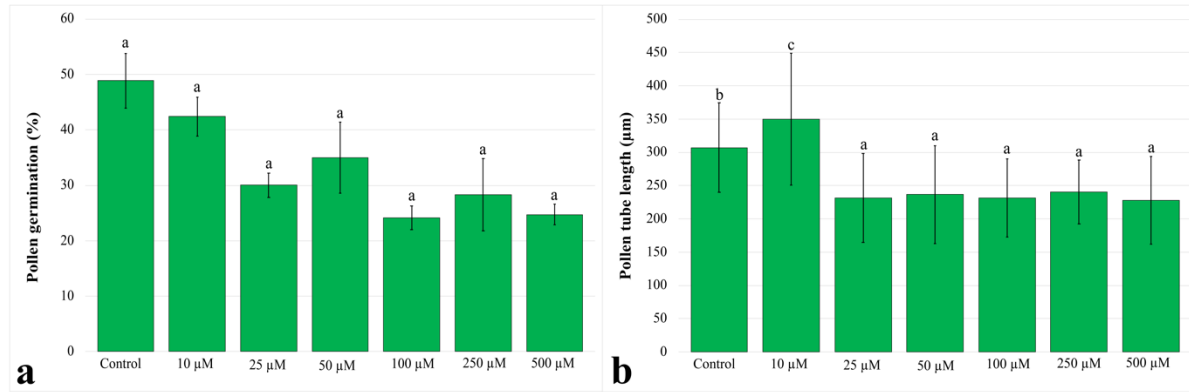 Pollen germination (%)
60
50
40
30
20
10
0
a
a
a
a
a
a
a
Control
10 µM
25 µM
50 µM
100 µM
250 µM
500 µM
a
Pollen tube length (µm)
500
450
400
350
300
250
200
150
100
50
0
b
c
a
a
a
a
a
Control
10 µM
25 µM
50 µM
100 µM
250 µM
500 µM
b